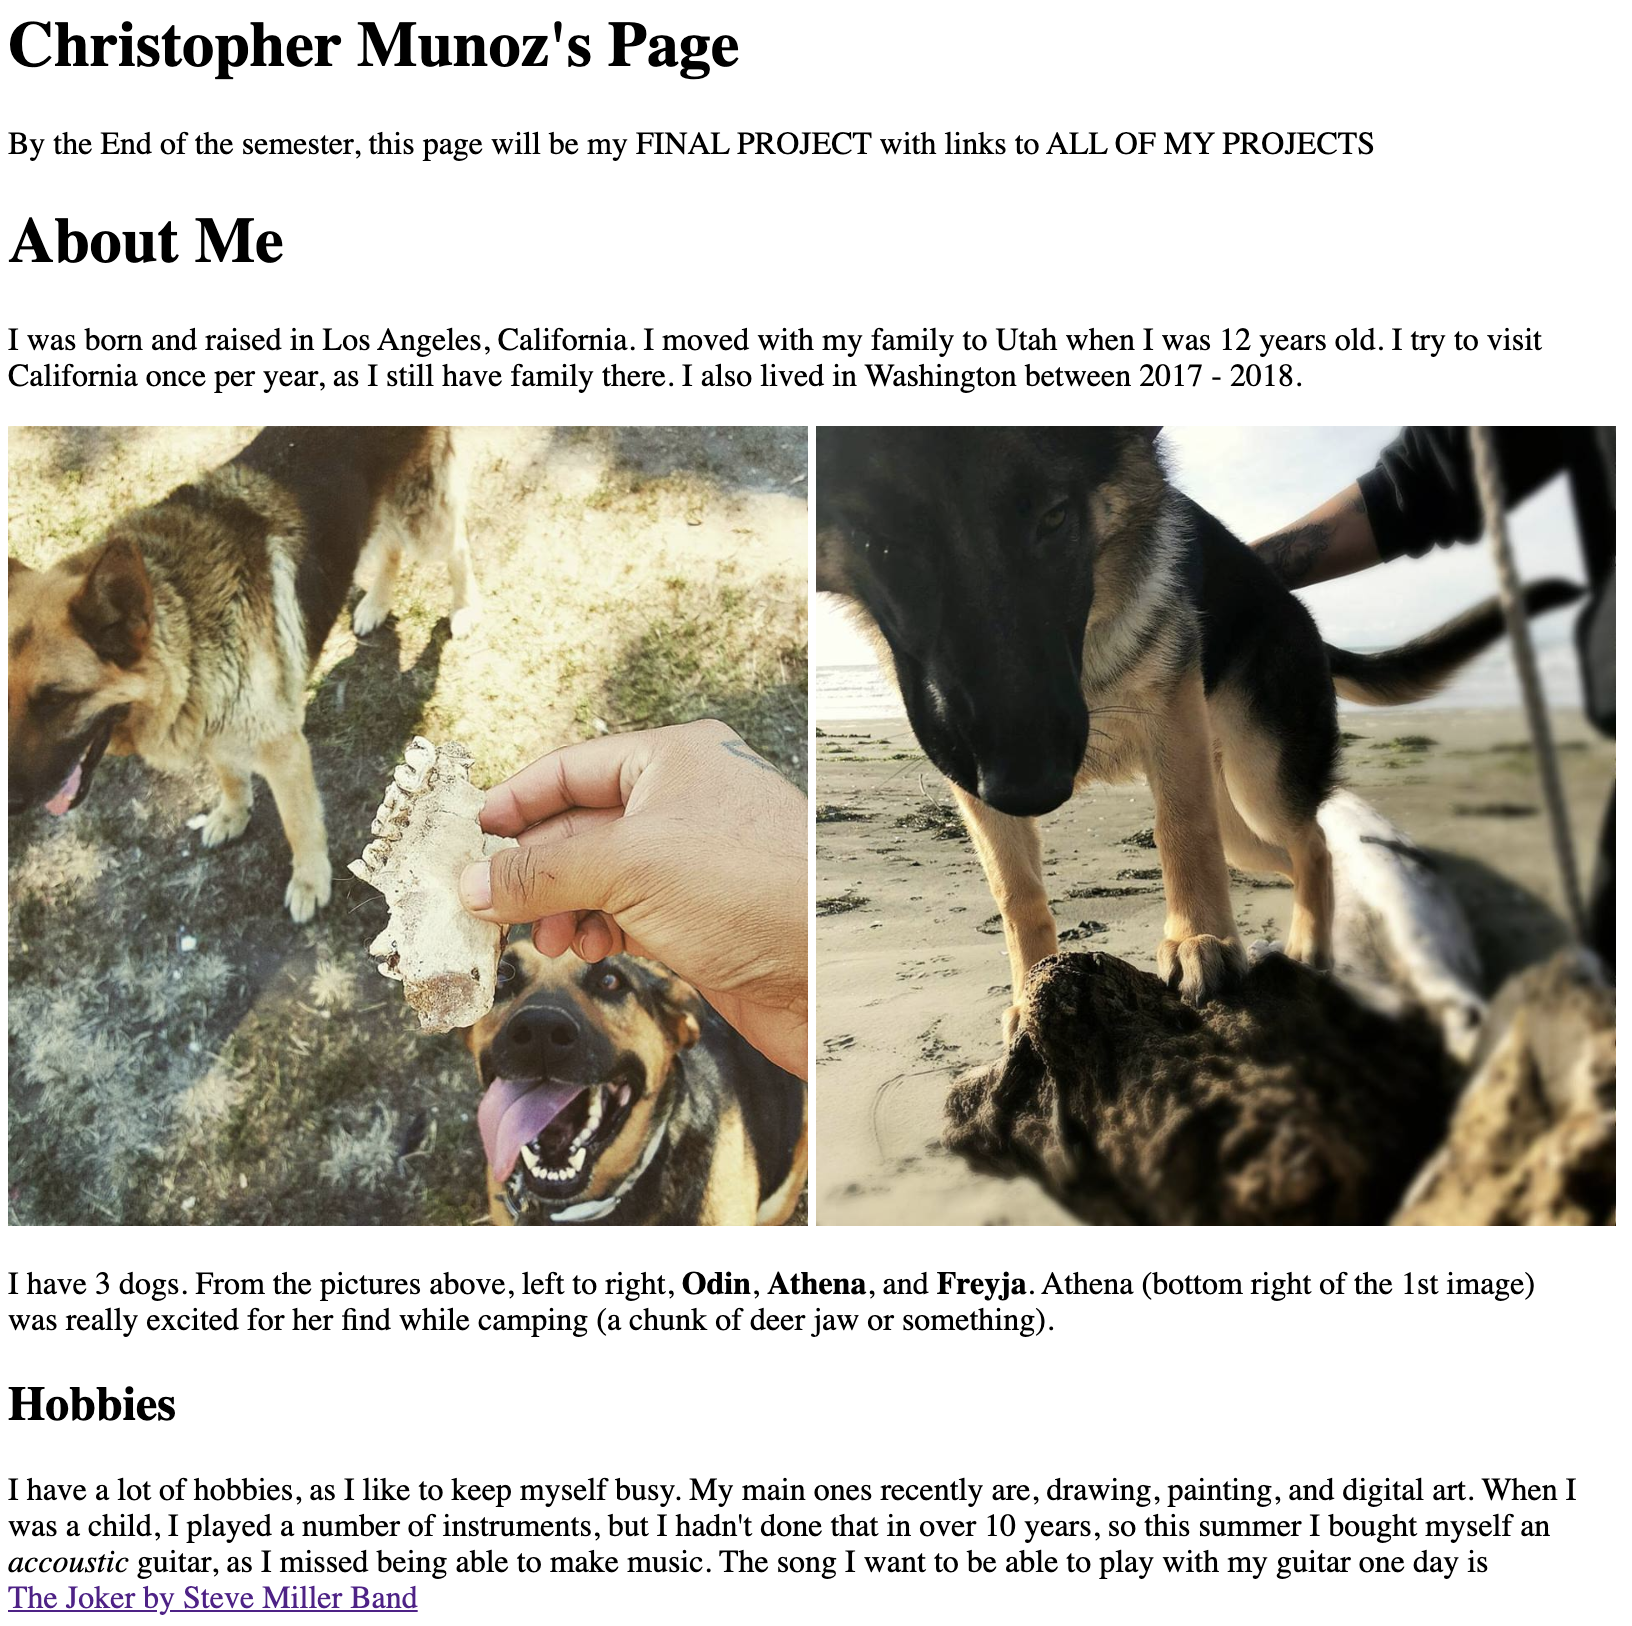 Christopher Munoz's Page
By the End of the semester, this page will be my FINAL PROJECT with links to ALL OF MY PROJECTS
About Me
I was born and raised in Los Angeles, California. I moved with my family to Utah when I was 12 years old. I try to visit
California once per year, as I still have family there. I also lived in Washington between 2017 - 2018.
I have 3 dogs. From the pictures above, left to right, Odin, Athena, and Freyja. Athena (bottom right of the 1st image)
was really excited for her find while camping (a chunk of deer jaw or something).
Hobbies
I have a lot of hobbies, as I like to keep myself busy. My main ones recently are, drawing, painting, and digital art. When I
was a child, I played a number of instruments, but I hadn't done that in over 10 years, so this summer I bought myself an
accoustic guitar, as I missed being able to make music. The song I want to be able to play with my guitar one day is
The Joker by Steve Miller Band